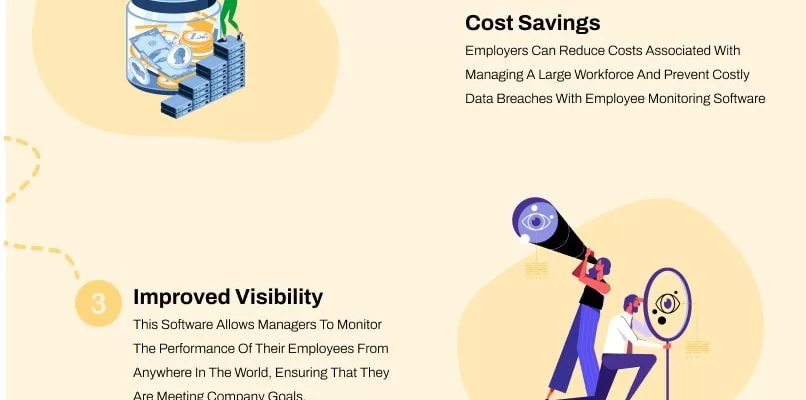 Cost Savings
Employers Can Reduce Costs Associated With
Managing A Large Workforce And Prevent Costly
Data Breaches With Employee Monitoring Software
3
Improved Visibility
This Software Allows Managers To Monitor
The Performance Of Their Employees From
Anywhere In The World, Ensuring That They
Are Meeting Company Goals.